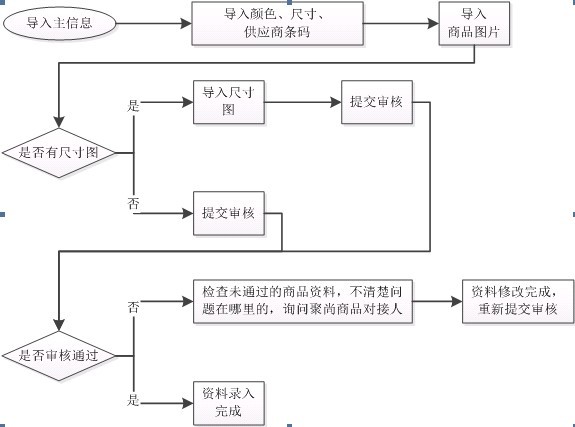 导入主信息
导入颜色、尺寸、
供应商条码
导入
商品图片
是否有尺寸图
是
导入尺寸
图
提交审核
否
提交审核
是否审核通过
否
检查未通过的商品资料，不清楚问
题在哪里的，询问聚尚商品对接人
资料修改完成，
重新提交审核
是
资料录入
完成